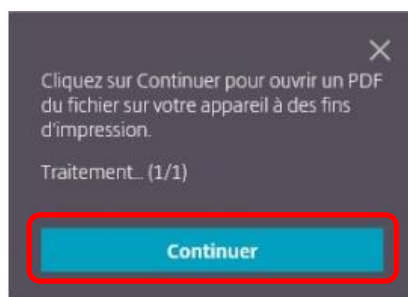 Cliquez sur Continuer pour ouvrir un PDF
du fichier sur votre appareil à des fins
d'impression.
Traitement... (1/1)
Continuer